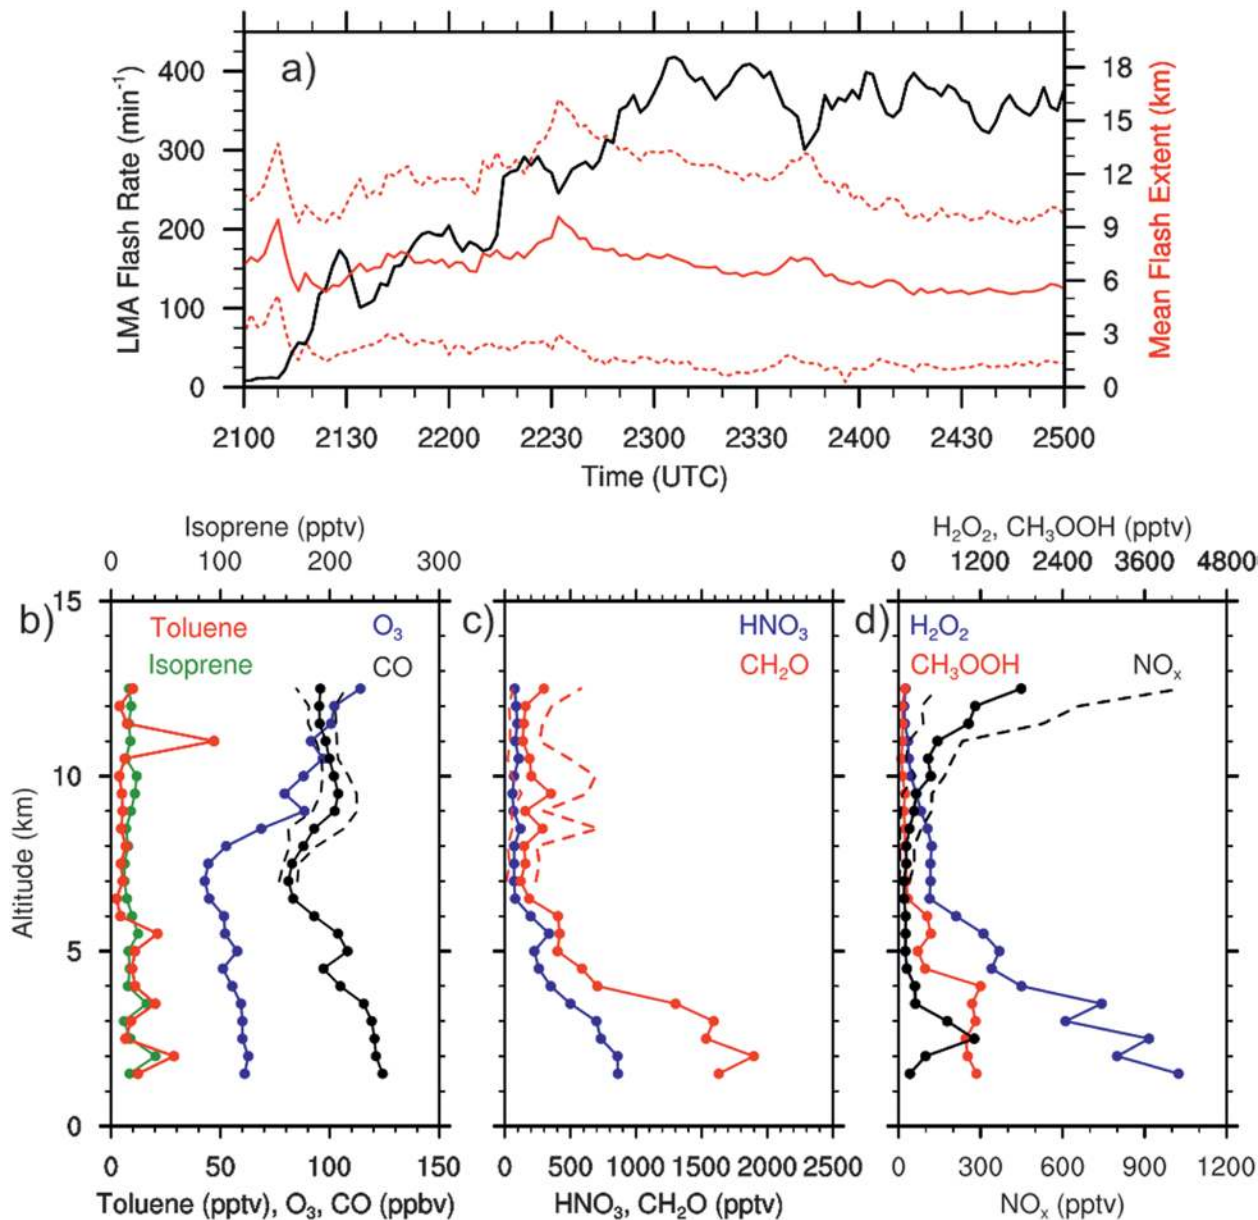 a)
LMA Flash Rate (min⁻¹)
400
300
200
100
0
18
15
12
9
6
3
0
Mean Flash Extent (km)
2100 2130 2200 2230 2300 2330 2400 2430 2500
Time (UTC)
Isoprene (pptv)
0 100 200 300
H₂O₂, CH₃OOH (pptv)
0 1200 2400 3600 4800
b)
Toluene
Isoprene
O₃
CO
c)
HNO₃
CH₂O
d)
H₂O₂
CH₃OOH
NOₓ
Altitude (km)
15
10
5
0
0 50 100 150
Toluene (pptv), O₃, CO (ppbv)
0 500 1000 1500 2000 2500
HNO₃, CH₂O (pptv)
0 300 600 900 1200
NOₓ (pptv)